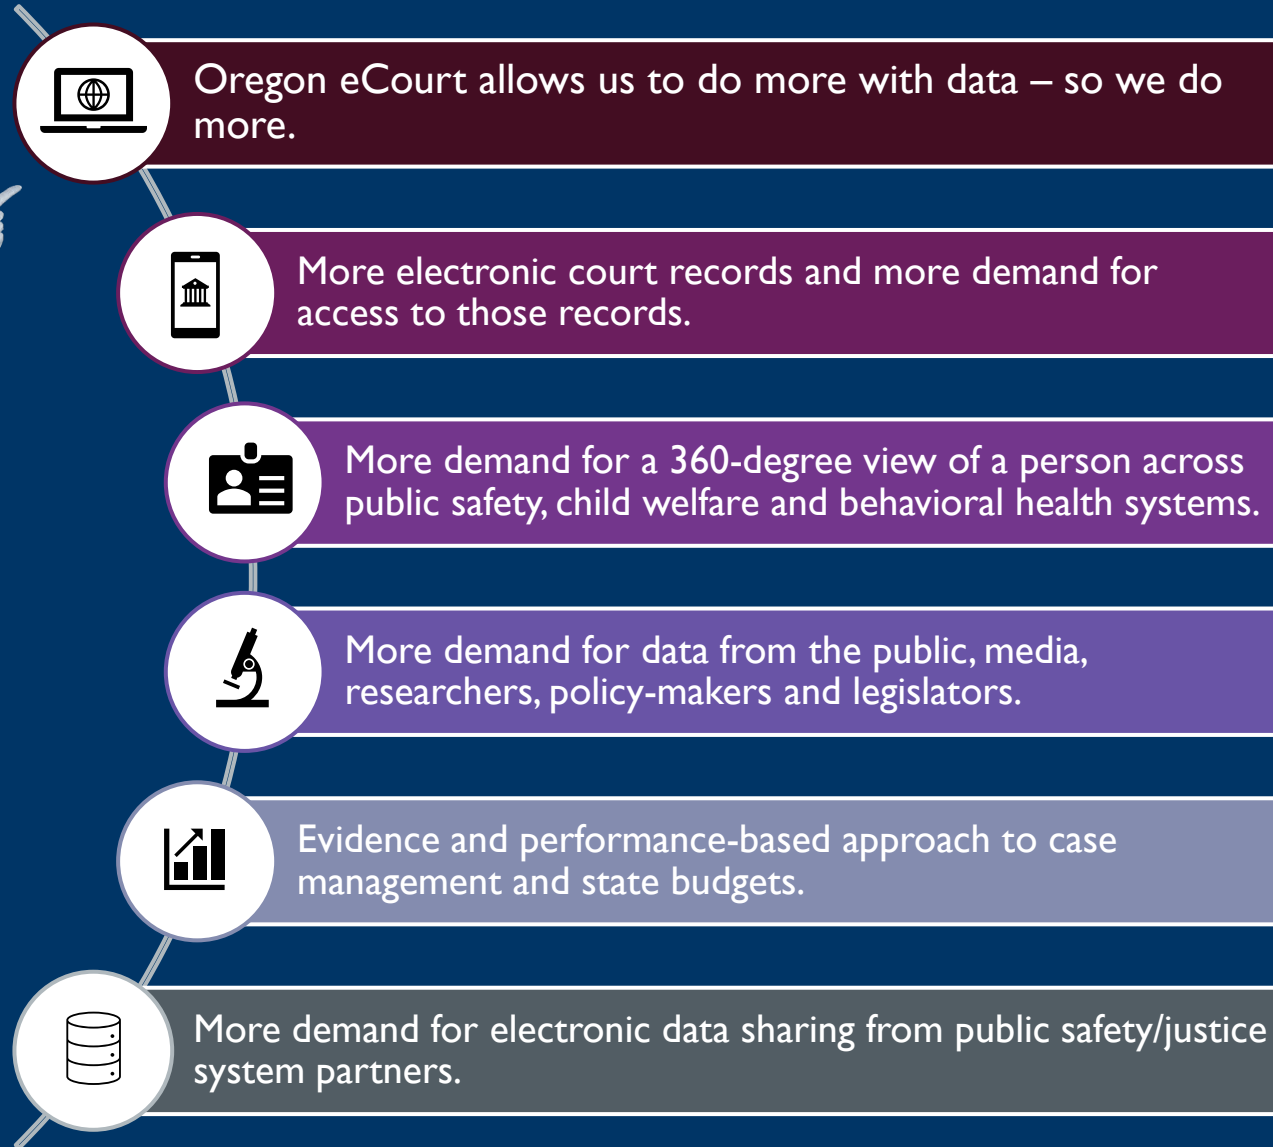 Oregon eCourt allows us to do more with data – so we do
more.
More electronic court records and more demand for
access to those records.
More demand for a 360-degree view of a person across
public safety, child welfare and behavioral health systems.
More demand for data from the public, media,
researchers, policy-makers and legislators.
Evidence and performance-based approach to case
management and state budgets.
More demand for electronic data sharing from public safety/justice
system partners.